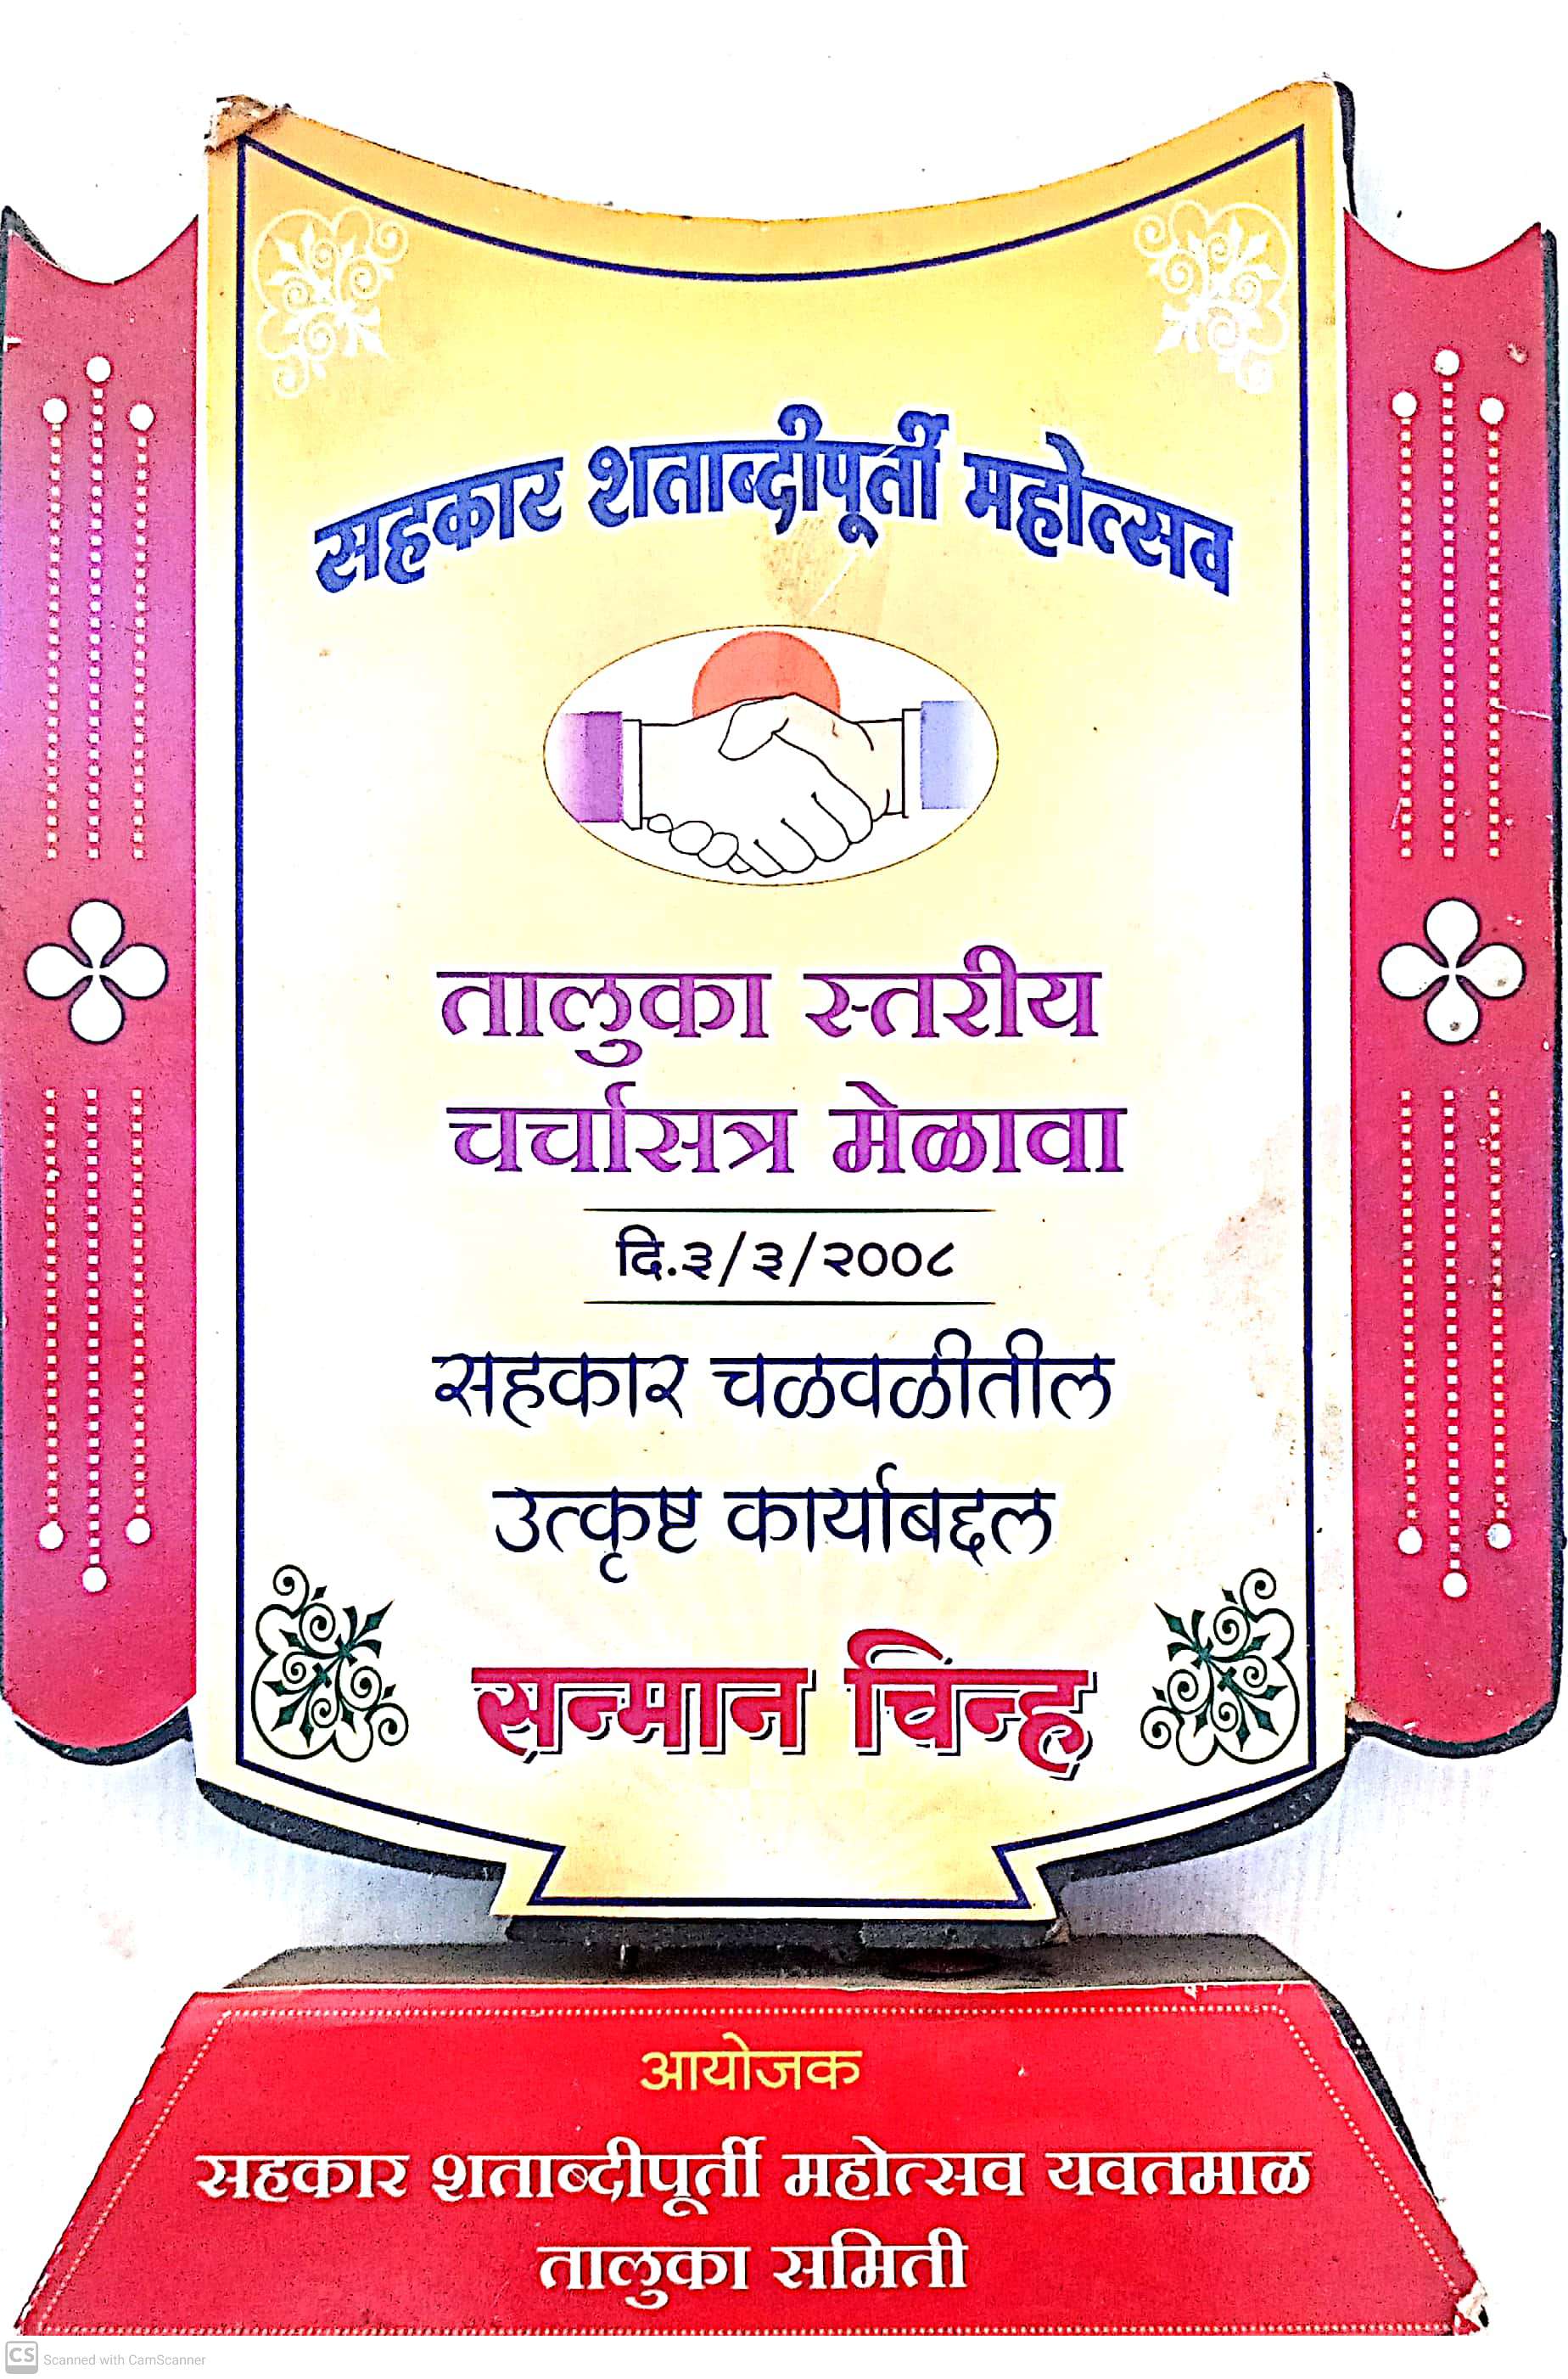 सहकार शताब्दीपूर्ती महोत्सव
तालुका स्तरीय
चर्चासत्र मेळावा
दि.३/३/२००८
सहकार चळवळीतील
उत्कृष्ट कार्याबद्दल
सन्मान चिन्ह
आयोजक
सहकार शताब्दीपूर्ती महोत्सव यवतमाळ
तालुका समिती
CS Scanned with CamScanner